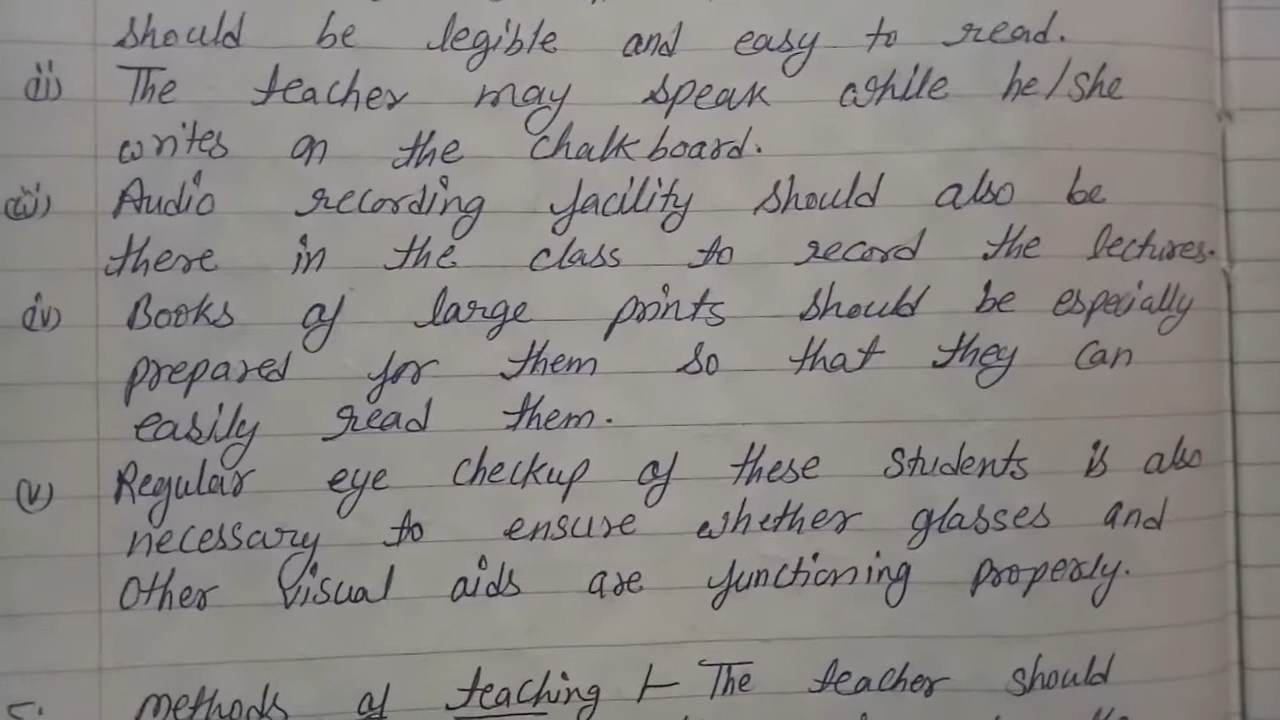 should be legible and easy to read.
(ii) The teacher may speak while he/she
writes on the chalkboard.
(iii) Audio recording facility should also be
there in the class to record the lectures.
(iv) Books of large prints should be especially
prepared for them so that they can
easily read them.
(v) Regular eye checkup of these students is also
necessary to ensure whether glasses and
other visual aids are functioning properly.
5. methods of teaching :- The teacher should